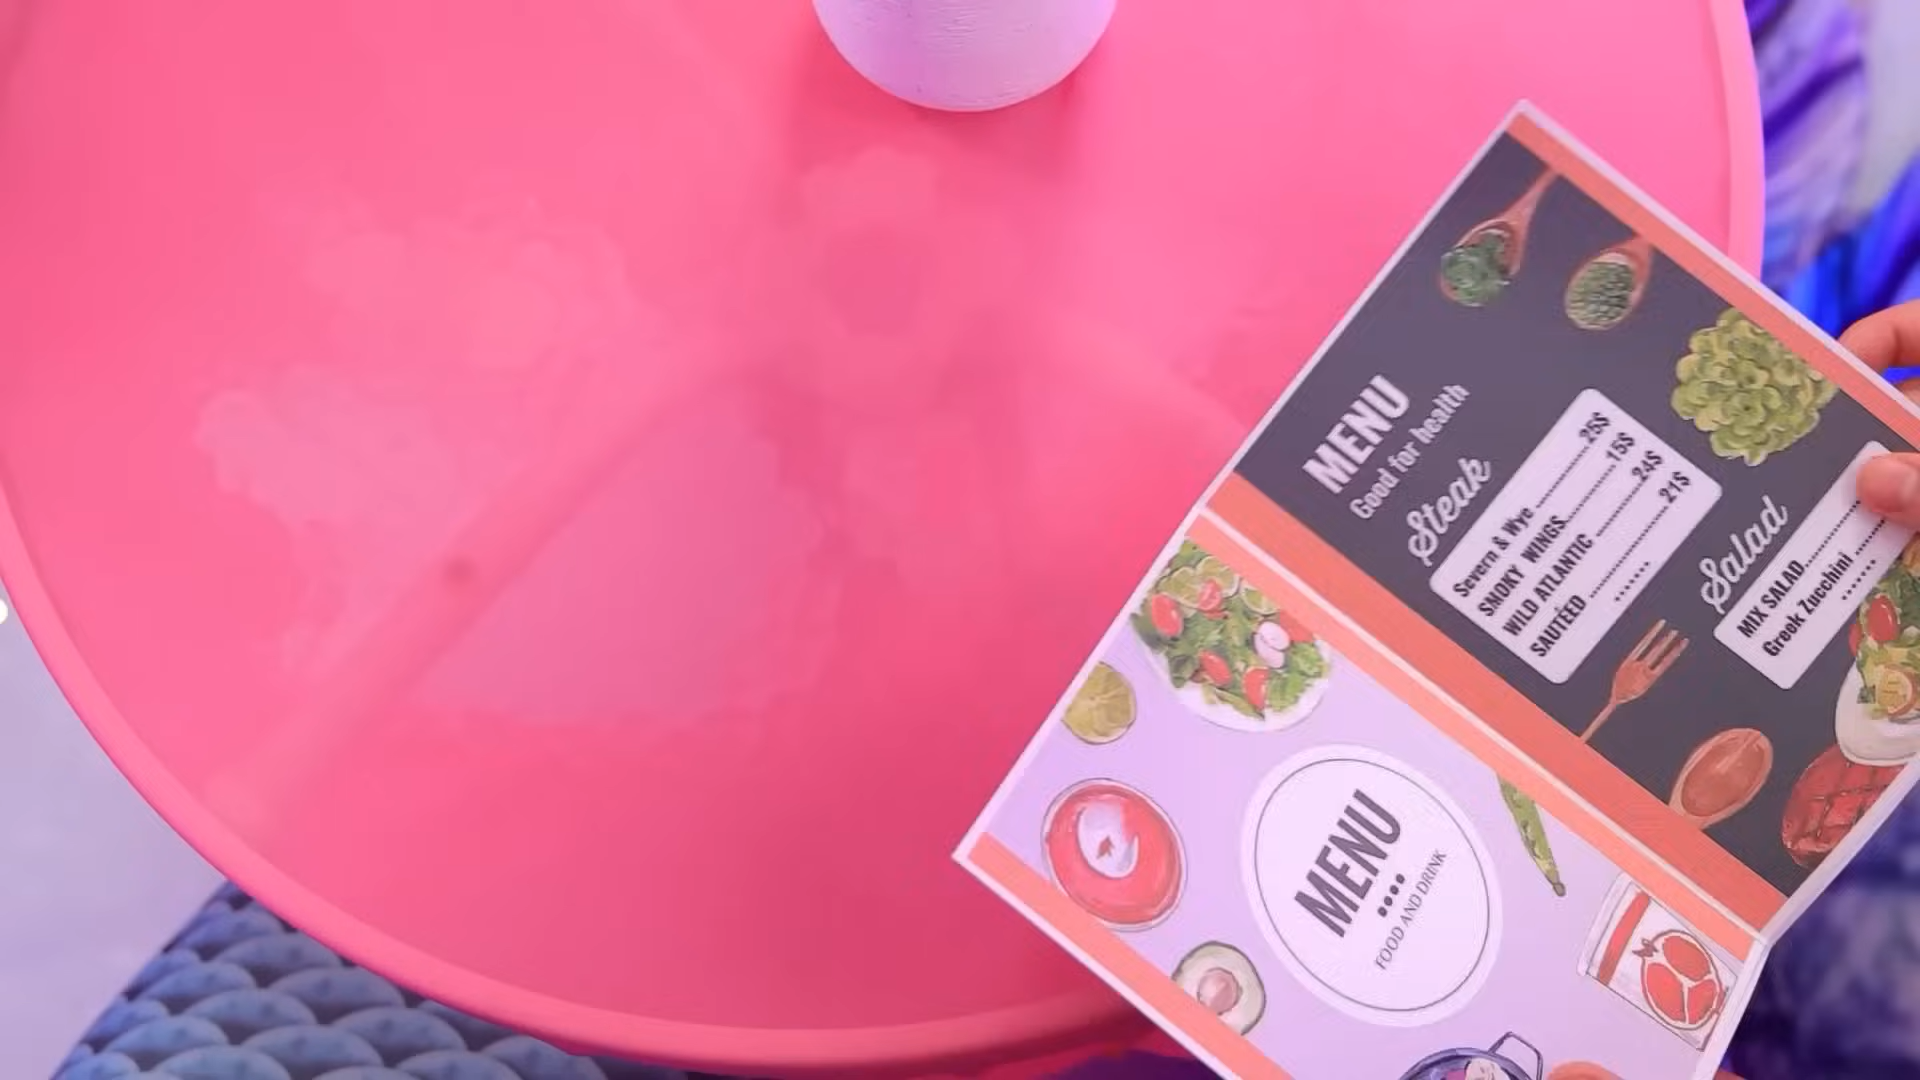 MENU
Good for health
Steak
Severn & Wye ............ 25$
SMOKY WINGS............ 15$
WILD ATLANTIC ............ 24$
SAUTÉED ............ 21$
.......
Salad
MIX SALAD............
Greek Zucchini ............
.......
MENU
••••
FOOD AND DRINK